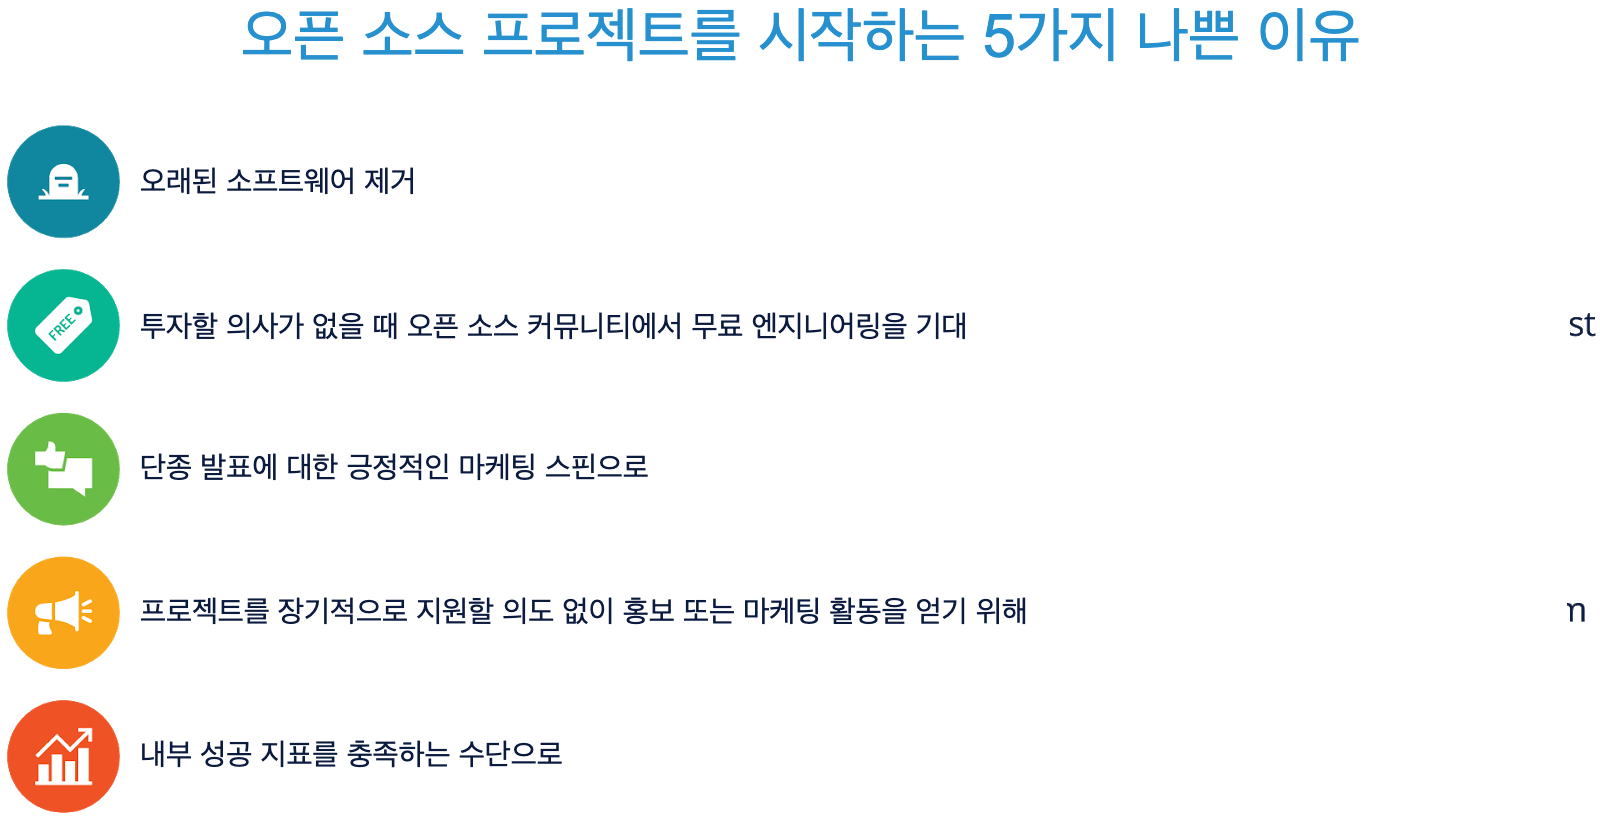 오픈 소스 프로젝트를 시작하는 5가지 나쁜 이유
오래된 소프트웨어 제거
FREE
투자할 의사가 없을 때 오픈 소스 커뮤니티에서 무료 엔지니어링을 기대 st
단종 발표에 대한 긍정적인 마케팅 스핀으로
프로젝트를 장기적으로 지원할 의도 없이 홍보 또는 마케팅 활동을 얻기 위해 n
내부 성공 지표를 충족하는 수단으로